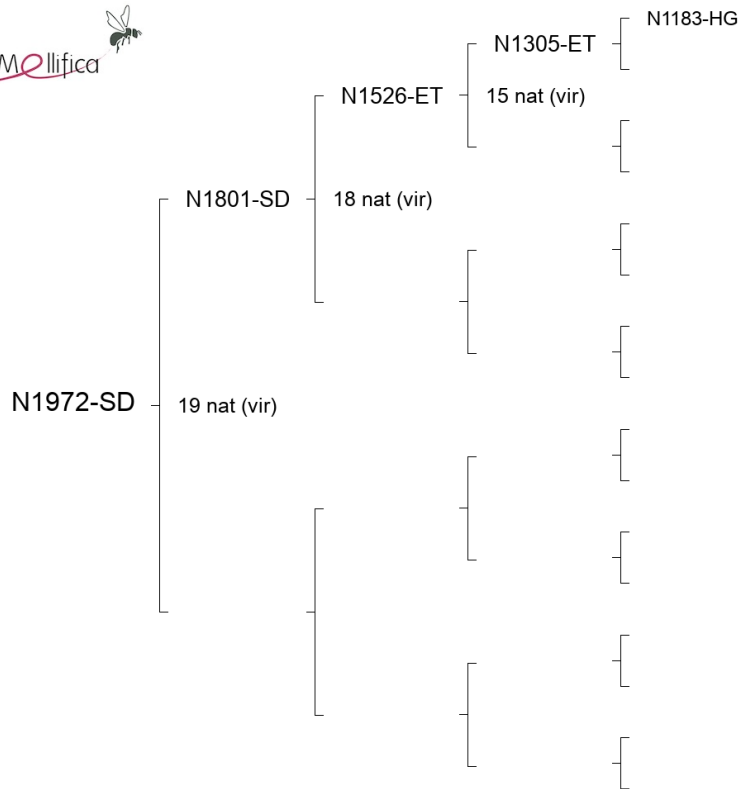 Mellifica
N1183-HG
N1305-ET
N1526-ET
15 nat (vir)
N1801-SD
18 nat (vir)
N1972-SD
19 nat (vir)